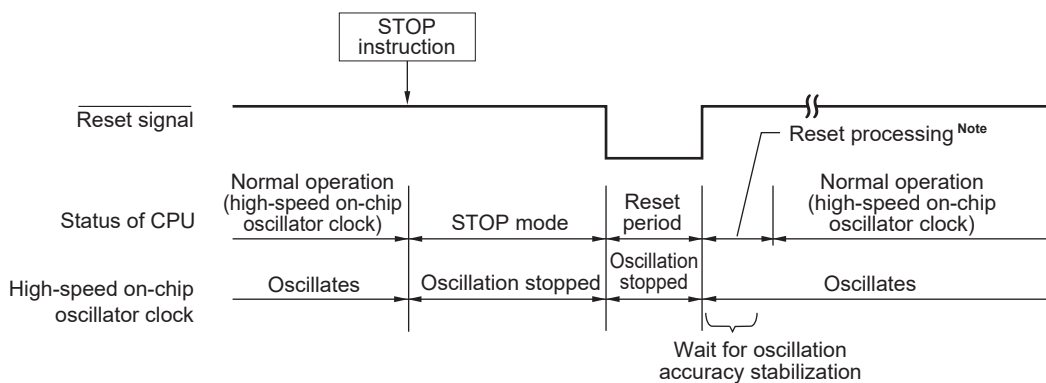 STOP
instruction
Reset signal
Reset processing Note
Status of CPU
Normal operation
(high-speed on-chip
oscillator clock)
STOP mode
Reset
period
Normal operation
(high-speed on-chip
oscillator clock)
High-speed on-chip
oscillator clock
Oscillates
Oscillation stopped
Oscillation
stopped
Oscillates
Wait for oscillation
accuracy stabilization